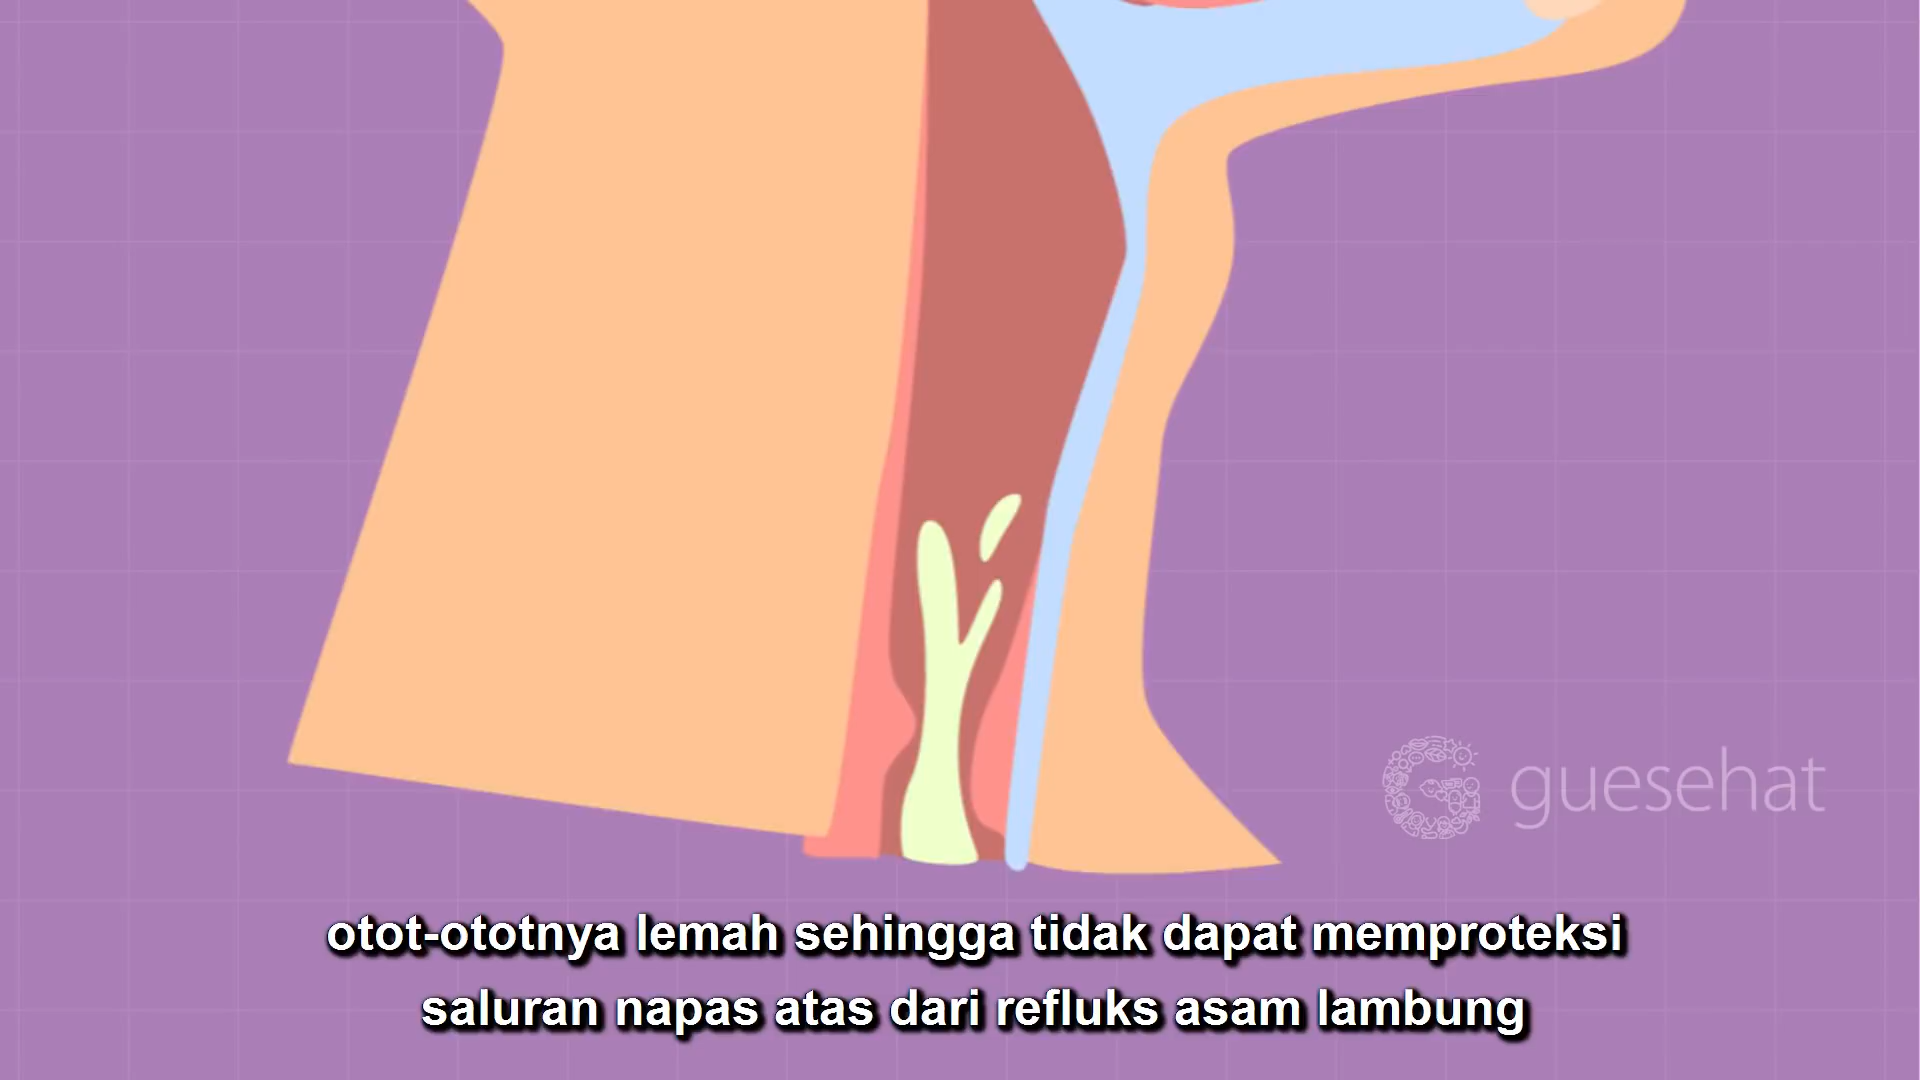 guesehat
otot-ototnya lemah sehingga tidak dapat memproteksi
saluran napas atas dari refluks asam lambung